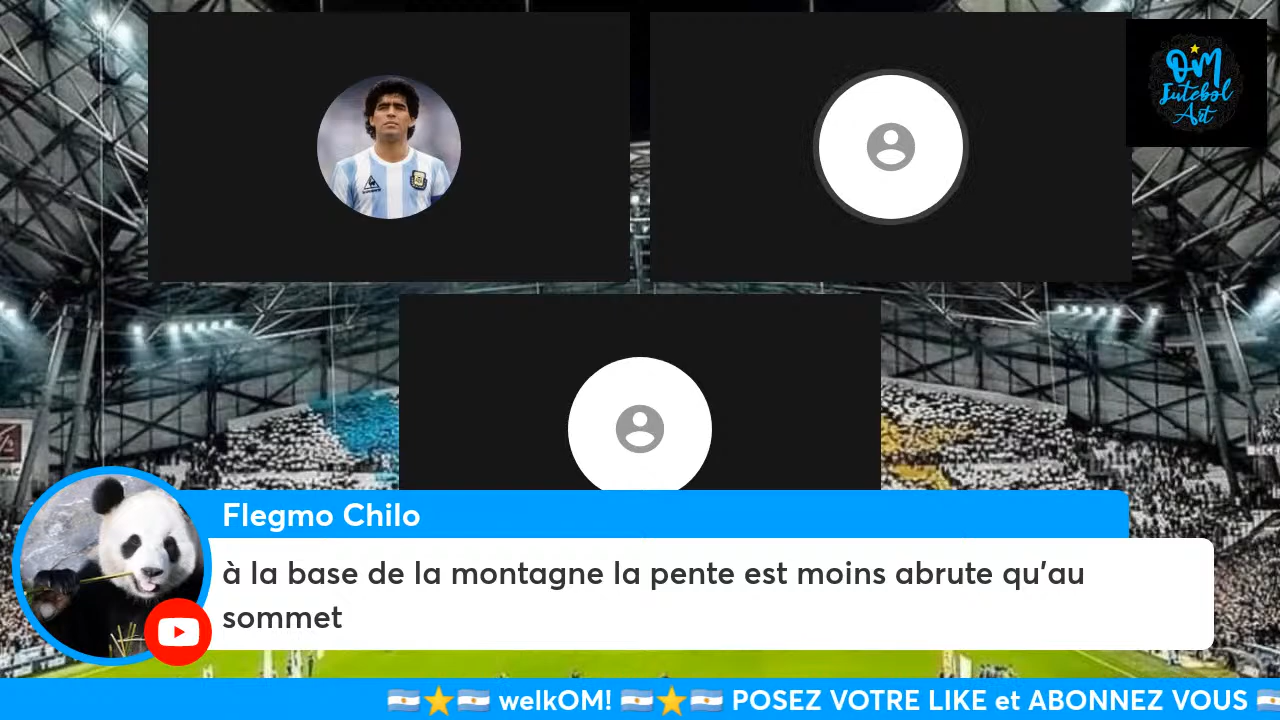 OM
Futebol
Art
Flegmo Chilo
à la base de la montagne la pente est moins abrute qu'au
sommet
🇦🇷⭐🇦🇷 welkOM! 🇦🇷⭐🇦🇷 POSEZ VOTRE LIKE et ABONNEZ VOUS 🇦🇷